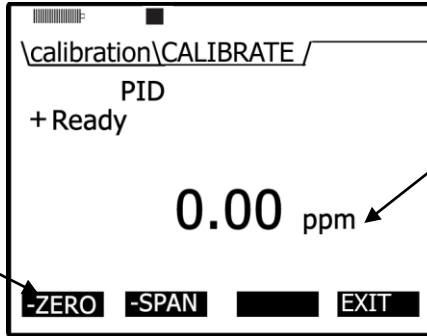 \calibration\CALIBRATE /
PID
+ Ready
0.00 ppm
-ZERO -SPAN EXIT